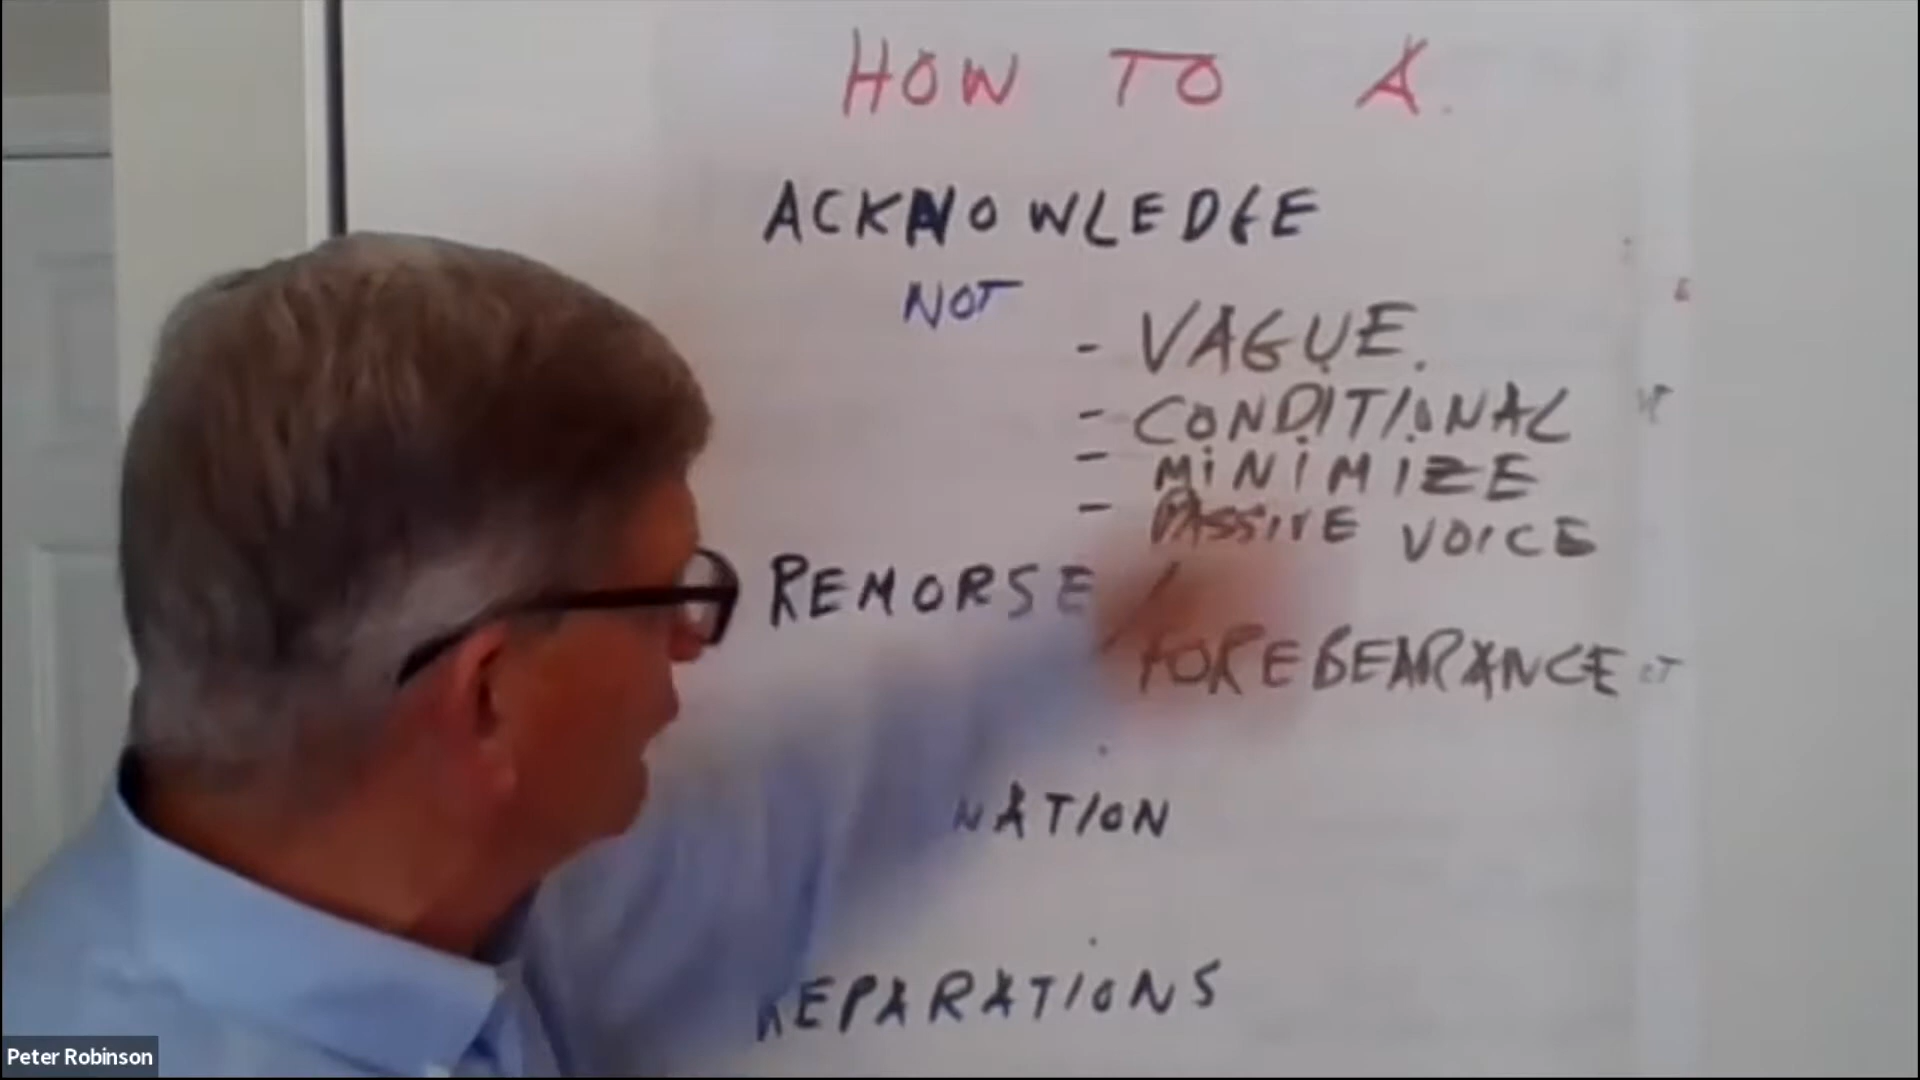 HOW TO A
ACKNOWLEDGE
NOT
- VAGUE.
- CONDITIONAL
- MINIMIZE
- PASSIVE VOICE
REMORSE / FOREBEARANCE
NATION
REPARATIONS
Peter Robinson